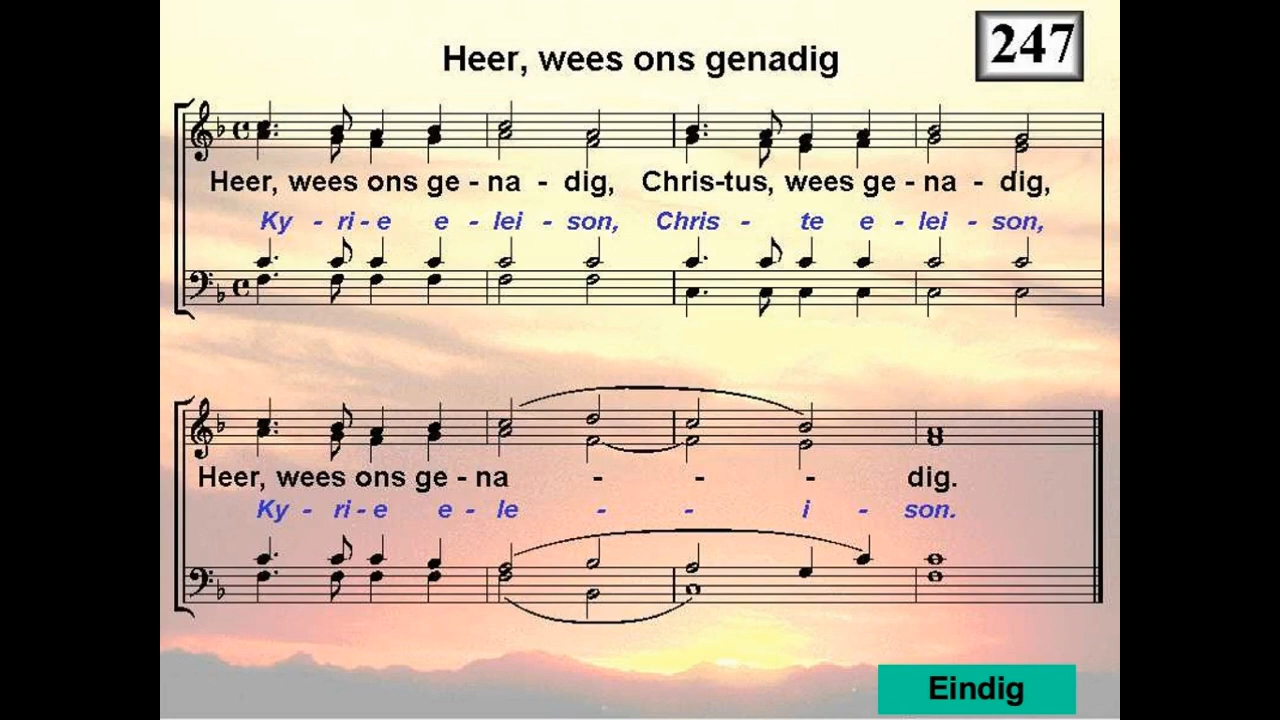 247
Heer, wees ons genadig
Heer, wees ons ge - na - dig, Chris-tus, wees ge - na - dig,
Ky - ri - e e - lei - son, Chris - te e - lei - son,
Heer, wees ons ge - na - - - dig.
Ky - ri - e e - le - - i - son.
Eindig